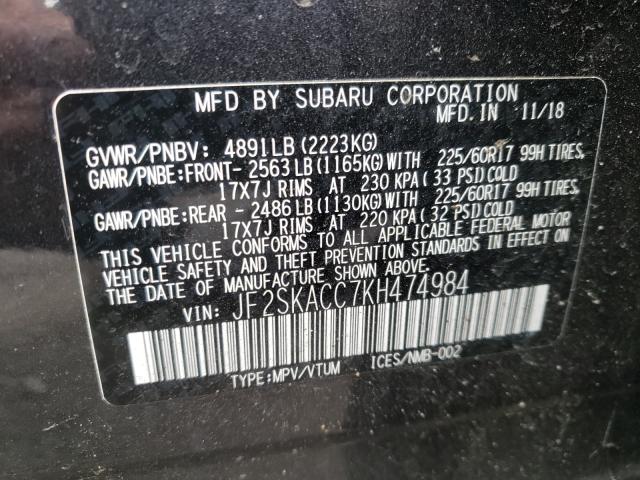 MFD BY SUBARU CORPORATION
MFD.IN 11/18
GVWR/PNBV: 4891LB (2223KG)
GAWR/PNBE:FRONT- 2563LB (1165KG) WITH 225/60R17 99H TIRES,
17X7J RIMS AT 230 KPA ( 33 PSI) COLD
GAWR/PNBE:REAR - 2486LB (1130KG) WITH 225/60R17 99H TIRES,
17X7J RIMS AT 220 KPA ( 32 PSI) COLD
THIS VEHICLE CONFORMS TO ALL APPLICABLE FEDERAL MOTOR
VEHICLE SAFETY AND THEFT PREVENTION STANDARDS IN EFFECT ON
THE DATE OF MANUFACTURE SHOWN ABOVE.
VIN: JF2SKACC7KH474984
TYPE:MPV/VTUM ICES/NMB-002